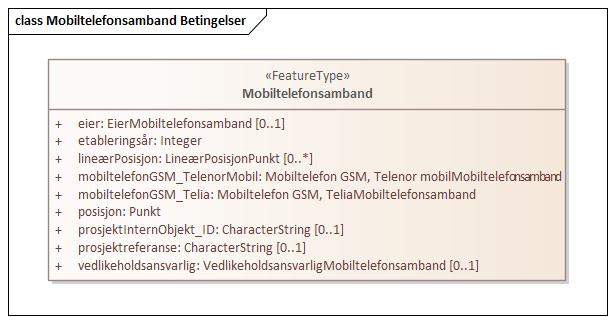 class Mobiltelefonsamband Betingelser
«FeatureType»
Mobiltelefonsamband
+ eier: EierMobiltelefonsamband [0..1]
+ etableringsår: Integer
+ lineærPosisjon: LineærPosisjonPunkt [0..*]
+ mobiltelefonGSM_TelenorMobil: Mobiltelefon GSM, Telenor mobilMobiltelefonsamband
+ mobiltelefonGSM_Telia: Mobiltelefon GSM, TeliaMobiltelefonsamband
+ posisjon: Punkt
+ prosjektInternObjekt_ID: CharacterString [0..1]
+ prosjektreferanse: CharacterString [0..1]
+ vedlikeholdsansvarlig: VedlikeholdsansvarligMobiltelefonsamband [0..1]